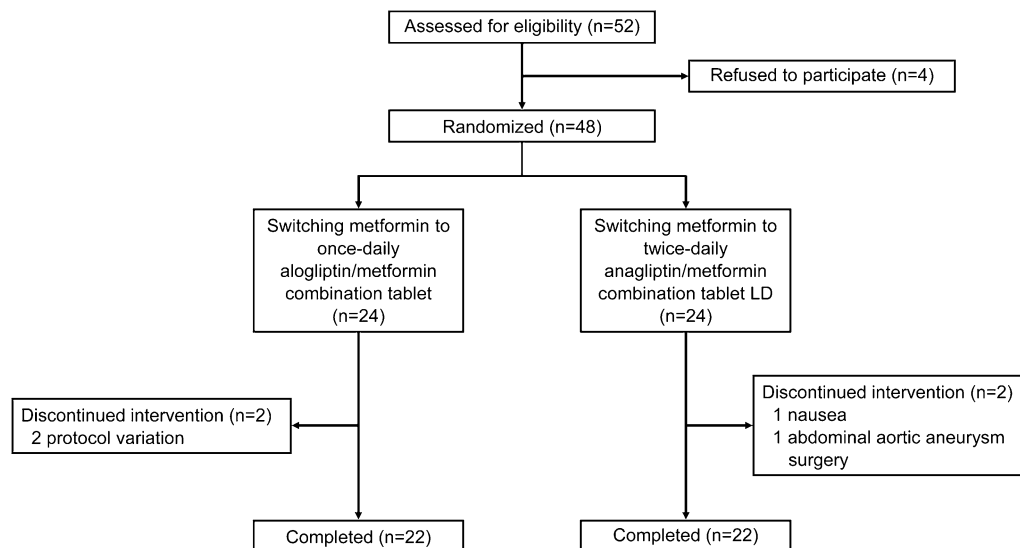 Assessed for eligibility (n=52)
Refused to participate (n=4)
Randomized (n=48)
Switching metformin to
once-daily
alogliptin/metformin
combination tablet
(n=24)
Switching metformin to
twice-daily
anagliptin/metformin
combination tablet LD
(n=24)
Discontinued intervention (n=2)
2 protocol variation
Discontinued intervention (n=2)
1 nausea
1 abdominal aortic aneurysm
surgery
Completed (n=22)
Completed (n=22)